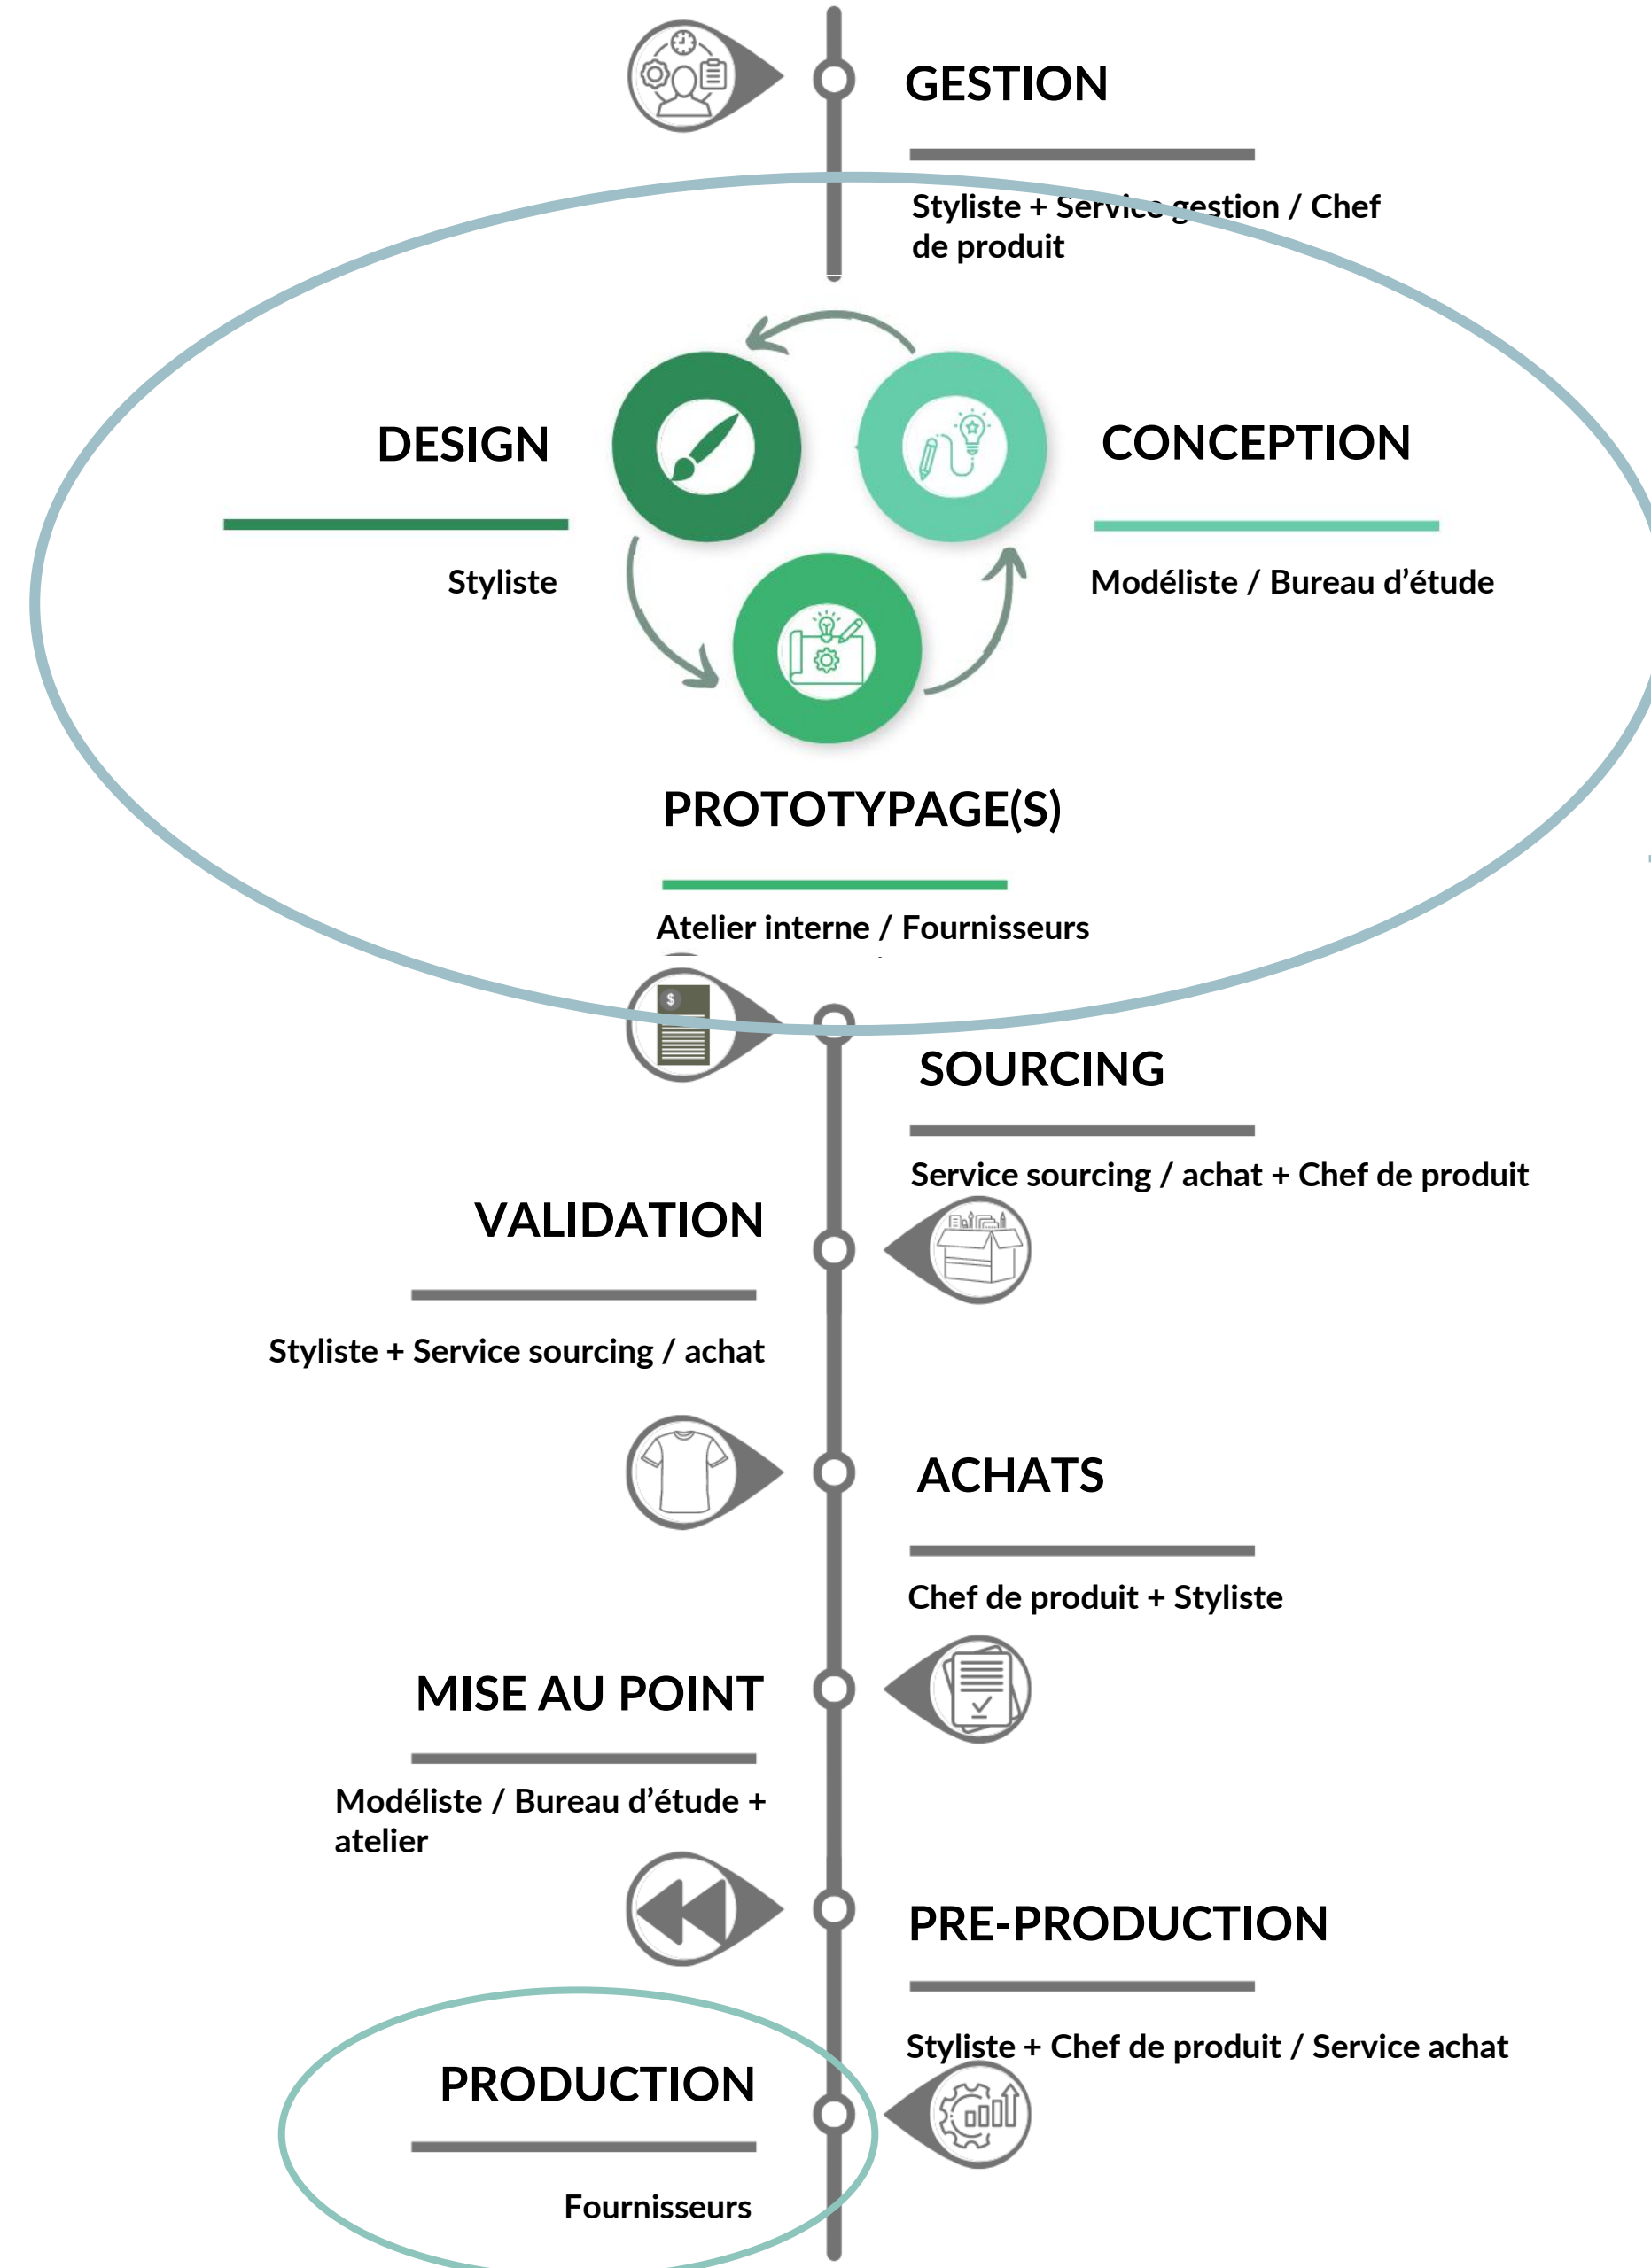 GESTION
Styliste + Service gestion / Chef
de produit
DESIGN
Styliste
CONCEPTION
Modéliste / Bureau d’étude
PROTOTYPAGE(S)
Atelier interne / Fournisseurs
$
SOURCING
Service sourcing / achat + Chef de produit
VALIDATION
Styliste + Service sourcing / achat
ACHATS
Chef de produit + Styliste
MISE AU POINT
Modéliste / Bureau d’étude +
atelier
PRE-PRODUCTION
Styliste + Chef de produit / Service achat
PRODUCTION
Fournisseurs